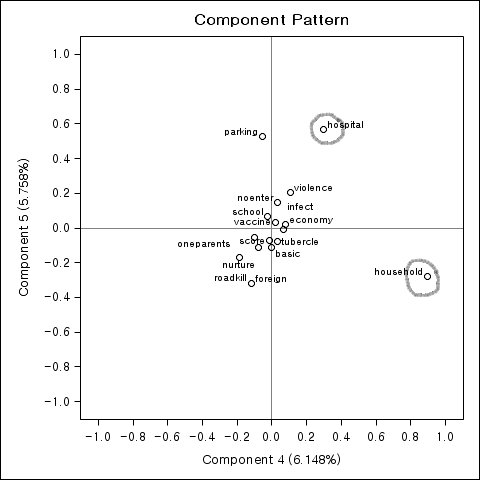 Component Pattern
1.0
0.8
0.6
0.4
0.2
0.0
-0.2
-0.4
-0.6
-0.8
-1.0
Component 5 (5.758%)
hospital
parking
violence
noenter
infect
school
economy
vaccine
score
tubercle
oneparents
basic
nurture
household
roadkill
foreign
-1.0 -0.8 -0.6 -0.4 -0.2 0.0 0.2 0.4 0.6 0.8 1.0
Component 4 (6.148%)